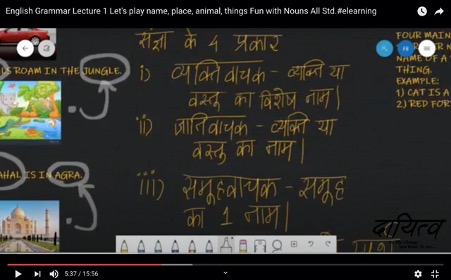 English Grammar Lecture 1 Let's play name, place, animal, things Fun with Nouns All Std.#elearning
संज्ञा के 4 प्रकार
i) व्यक्तिवाचक - व्यक्ति या
वस्तु का विशेष नाम|
ii) जातिवाचक - व्यक्ति या
वस्तु का नाम|
iii) समूहवाचक - समूह
का 1 नाम|
LS ROAM IN THE JUNGLE.
AHAL IS IN AGRA.
FOUR MAIN
NAME OF A
THING.
EXAMPLE:
1) CAT IS A
2) RED FOR
दायित्व
5:37 / 15:56